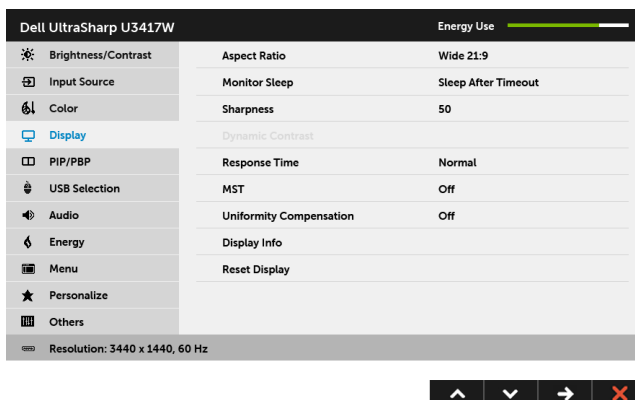 Dell UltraSharp U3417W Energy Use
Brightness/Contrast Aspect Ratio Wide 21:9
Input Source Monitor Sleep Sleep After Timeout
Color Sharpness 50
Display Dynamic Contrast
PIP/PBP Response Time Normal
USB Selection MST Off
Audio Uniformity Compensation Off
Energy Display Info
Menu Reset Display
Personalize
Others
Resolution: 3440 x 1440, 60 Hz